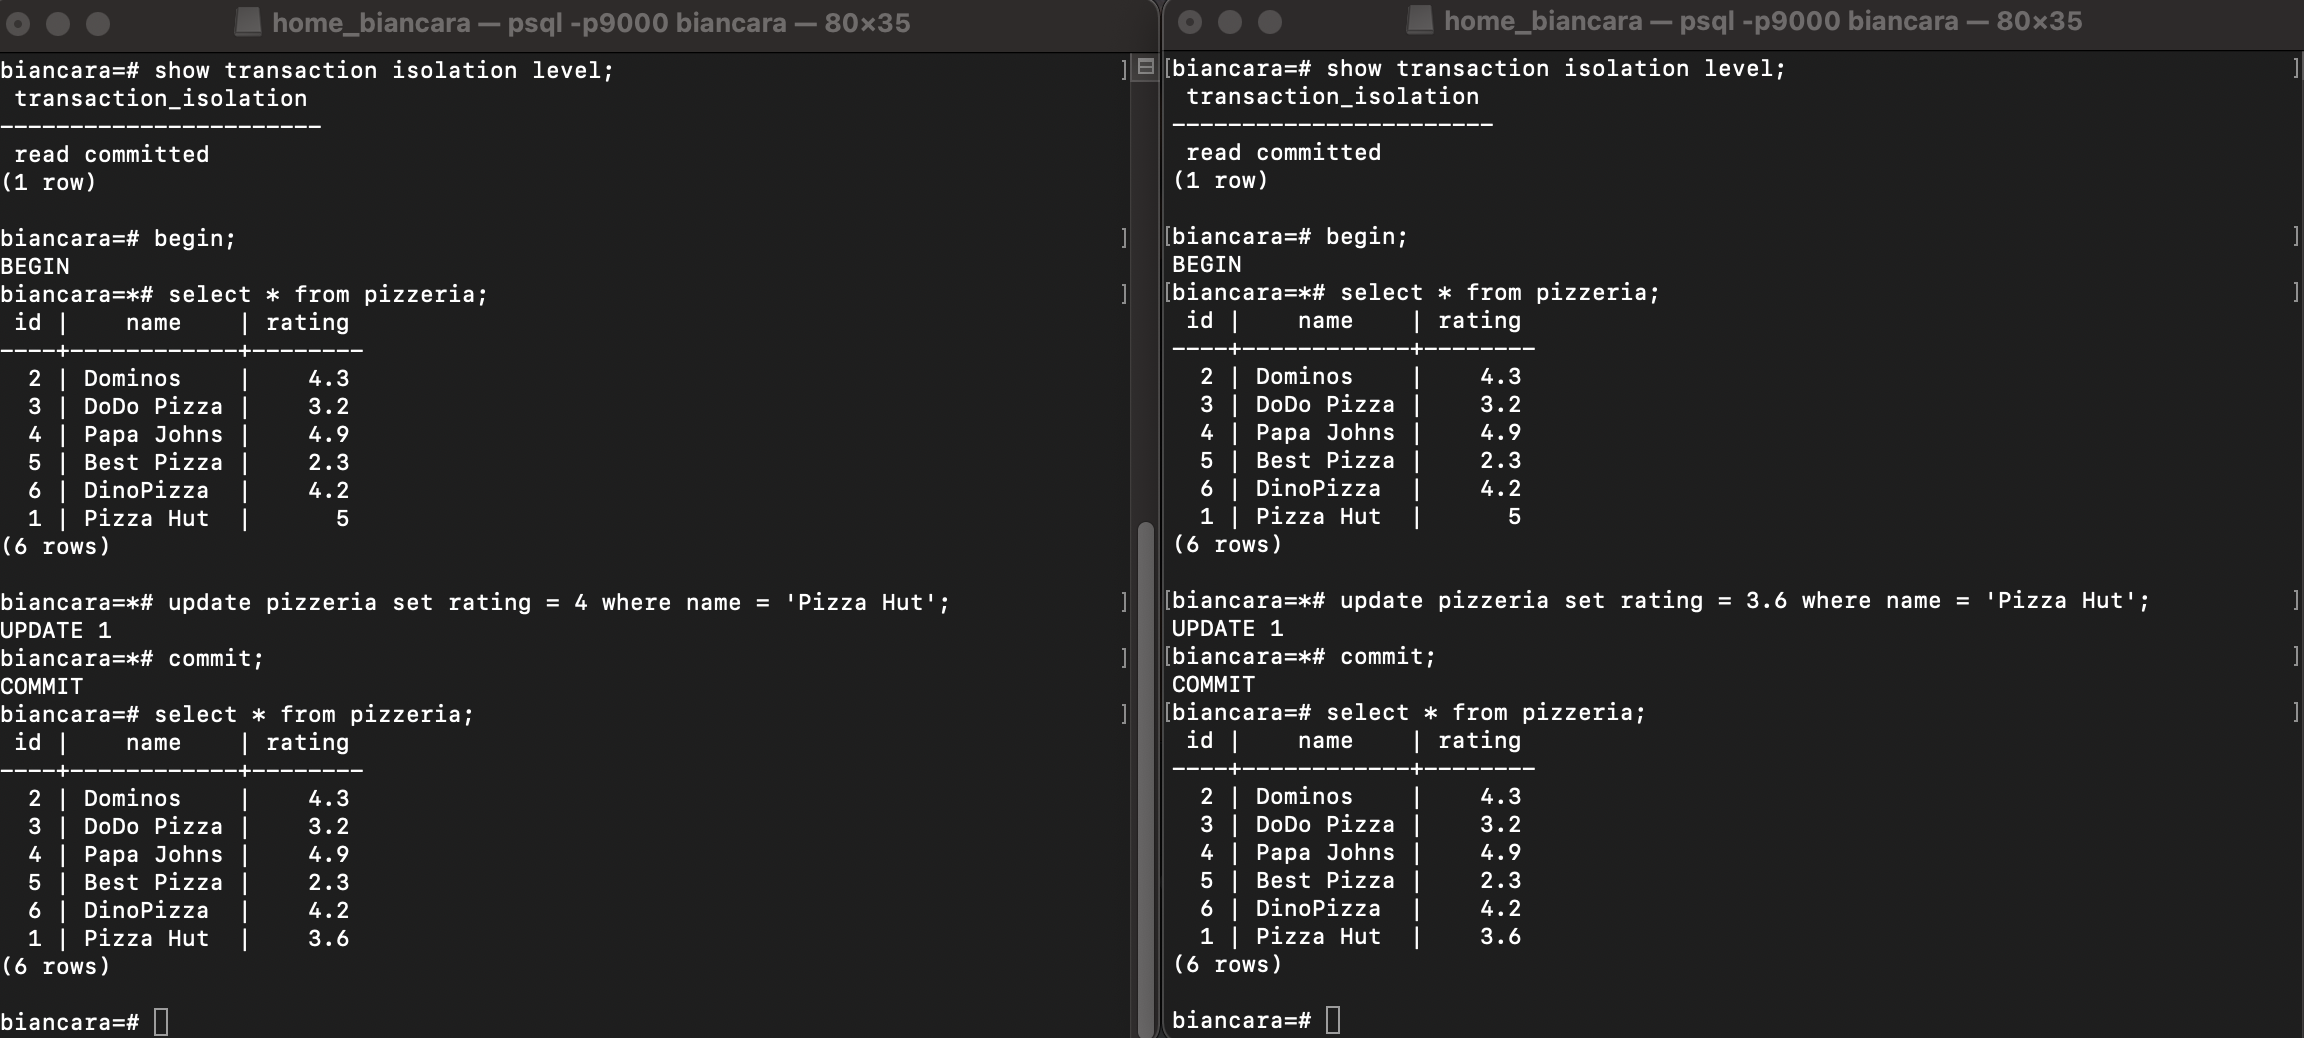 home_biancara — psql -p9000 biancara — 80×35
biancara=# show transaction isolation level;
 transaction_isolation
-----------------------
 read committed
(1 row)

biancara=# begin;
BEGIN
biancara=*# select * from pizzeria;
 id |    name    | rating
----+------------+--------
  2 | Dominos    |    4.3
  3 | DoDo Pizza |    3.2
  4 | Papa Johns |    4.9
  5 | Best Pizza |    2.3
  6 | DinoPizza  |    4.2
  1 | Pizza Hut  |      5
(6 rows)

biancara=*# update pizzeria set rating = 4 where name = 'Pizza Hut';
UPDATE 1
biancara=*# commit;
COMMIT
biancara=# select * from pizzeria;
 id |    name    | rating
----+------------+--------
  2 | Dominos    |    4.3
  3 | DoDo Pizza |    3.2
  4 | Papa Johns |    4.9
  5 | Best Pizza |    2.3
  6 | DinoPizza  |    4.2
  1 | Pizza Hut  |    3.6
(6 rows)

biancara=#
home_biancara — psql -p9000 biancara — 80×35
biancara=# show transaction isolation level;
 transaction_isolation
-----------------------
 read committed
(1 row)

biancara=# begin;
BEGIN
biancara=*# select * from pizzeria;
 id |    name    | rating
----+------------+--------
  2 | Dominos    |    4.3
  3 | DoDo Pizza |    3.2
  4 | Papa Johns |    4.9
  5 | Best Pizza |    2.3
  6 | DinoPizza  |    4.2
  1 | Pizza Hut  |      5
(6 rows)

biancara=*# update pizzeria set rating = 3.6 where name = 'Pizza Hut';
UPDATE 1
biancara=*# commit;
COMMIT
biancara=# select * from pizzeria;
 id |    name    | rating
----+------------+--------
  2 | Dominos    |    4.3
  3 | DoDo Pizza |    3.2
  4 | Papa Johns |    4.9
  5 | Best Pizza |    2.3
  6 | DinoPizza  |    4.2
  1 | Pizza Hut  |    3.6
(6 rows)

biancara=#